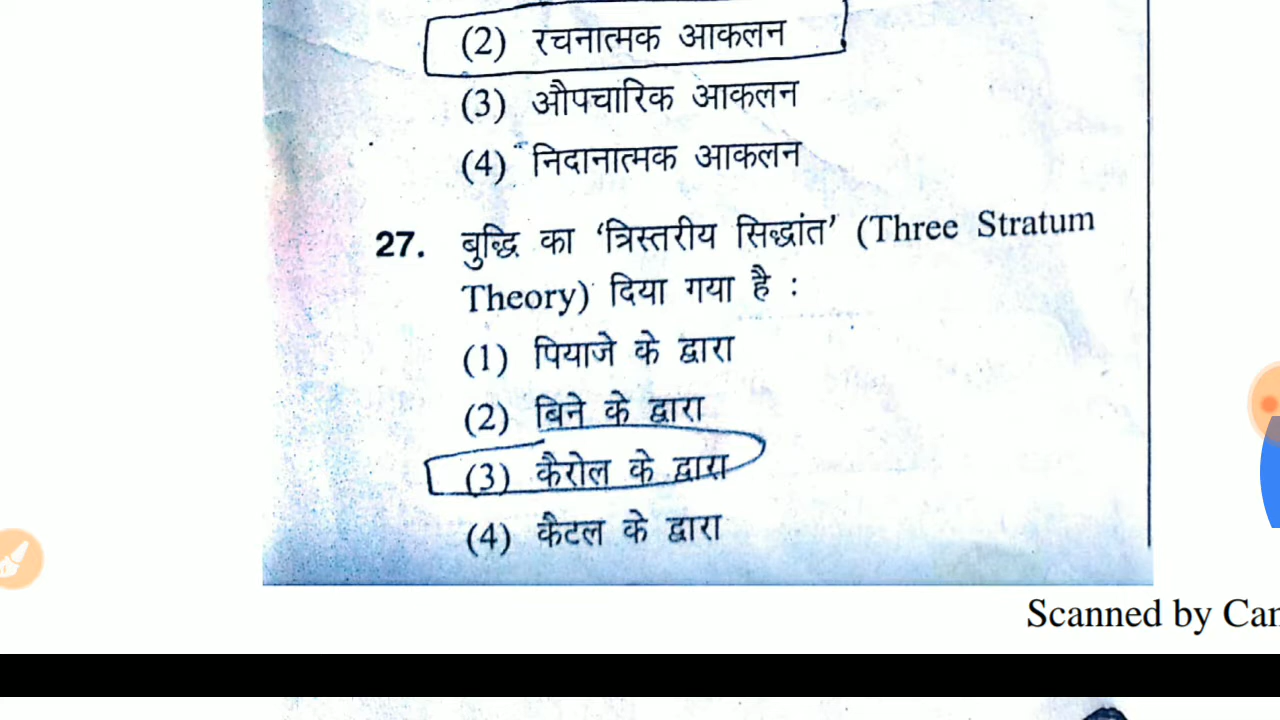 (2) रचनात्मक आकलन
(3) औपचारिक आकलन
(4) निदानात्मक आकलन
27. बुद्धि का ‘त्रिस्तरीय सिद्धांत’ (Three Stratum
Theory) दिया गया है :
(1) पियाजे के द्वारा
(2) बिने के द्वारा
(3) कैरोल के द्वारा
(4) कैटल के द्वारा
Scanned by Cam